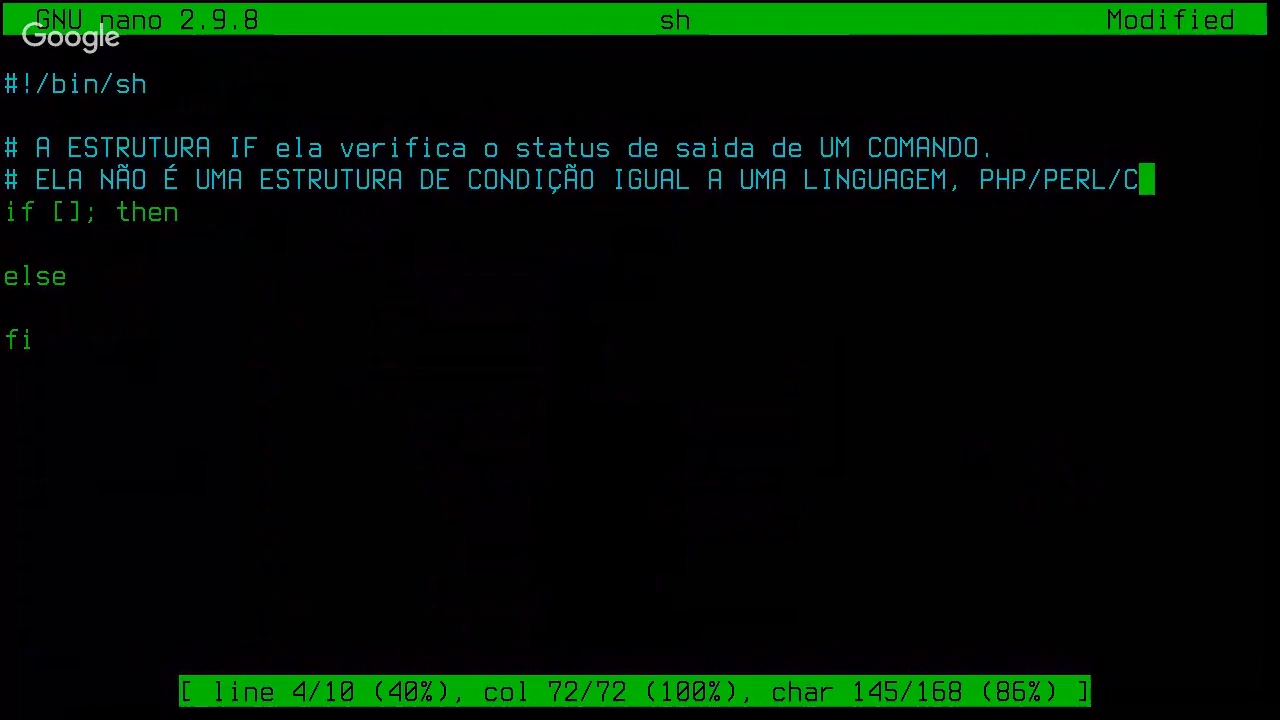 GNU nano 2.9.8 sh Modified
Google
#!/bin/sh
# A ESTRUTURA IF ela verifica o status de saida de UM COMANDO.
# ELA NÃO É UMA ESTRUTURA DE CONDIÇÃO IGUAL A UMA LINGUAGEM, PHP/PERL/C
if []; then
else
fi
[ line 4/10 (40%), col 72/72 (100%), char 145/168 (86%) ]